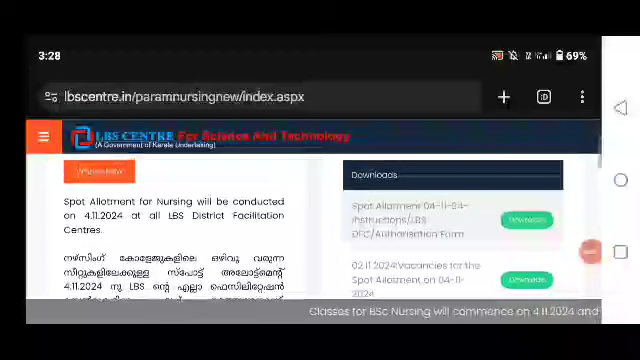 3:28
69%
lbscentre.in/paramnursingnew/index.aspx
:D
LBS CENTRE For Science And Technology
(A Government of Kerala Undertaking)
Spot Allotment for Nursing will be conducted
on 4.11.2024 at all LBS District Facilitation
Centres.
നഴ്സിംഗ് കോളേജുകളിലെ ഒഴിവു വരുന്ന
സീറ്റുകളിലേക്കുള്ള സ്പോട്ട് അലോട്ട്മെന്റ്
4.11.2024 നു LBS ന്റെ എല്ലാ ഫെസിലിറ്റേഷൻ
Downloads
Spot Allotment 04-11-24-
Instructions/LBS
DFC/Authorisation Form
Downloads
02.11.2024:Vacancies for the
Spot Allotment on 04-11-
2024
Downloads
Classes for BSc Nursing will commence on 4.11.2024 and